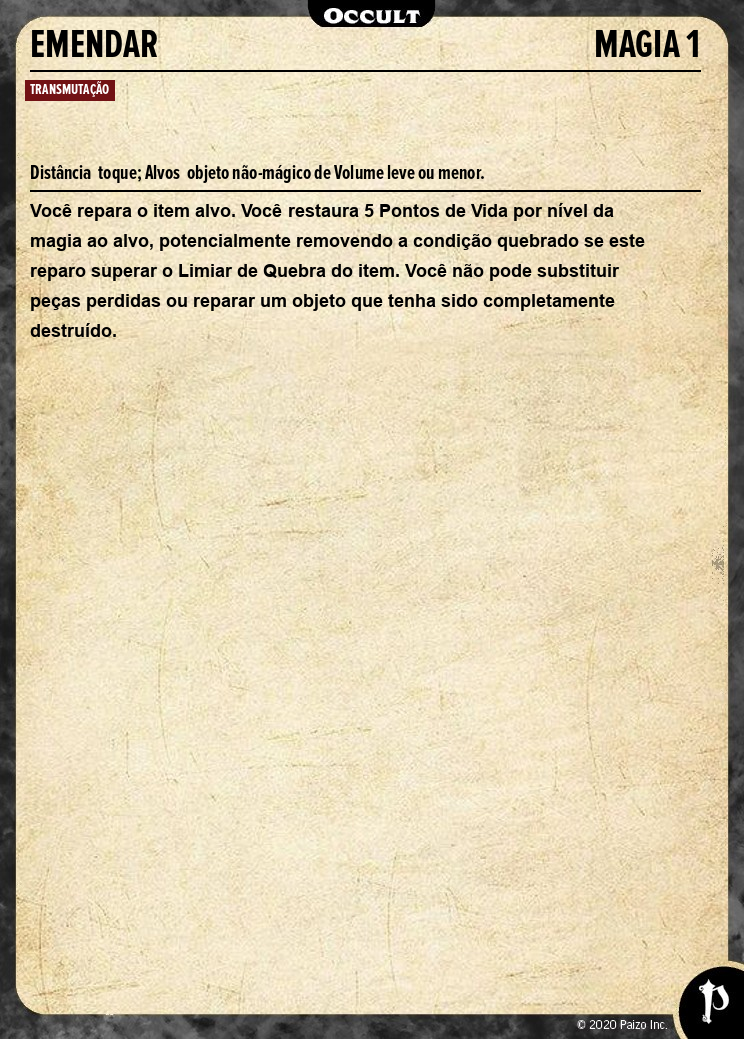 OCCULT
EMENDAR MAGIA 1
TRANSMUTAÇÃO
Distância toque; Alvos objeto não-mágico de Volume leve ou menor.
Você repara o item alvo. Você restaura 5 Pontos de Vida por nível da
magia ao alvo, potencialmente removendo a condição quebrado se este
reparo superar o Limiar de Quebra do item. Você não pode substituir
peças perdidas ou reparar um objeto que tenha sido completamente
destruído.
© 2020 Paizo Inc.
P